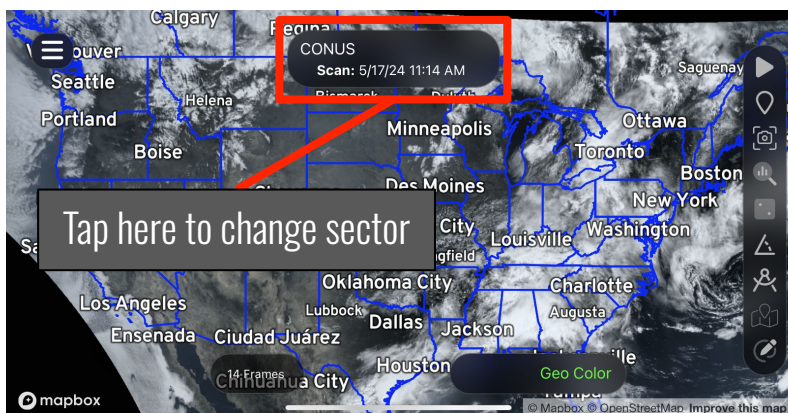 Calgary
Regina
CONUS
Scan: 5/17/24 11:14 AM
Saguenay
Seattle
Helena
Bismarck
Duluth
Portland
Minneapolis
Ottawa
Boise
Toronto
Des Moines
Boston
New York
Tap here to change sector
City
Louisville
Washington
Oklahoma City
Charlotte
Los Angeles
Lubbock
Dallas
Jackson
Augusta
Ensenada
Ciudad Juárez
Houston
14 Frames
Chihuahua City
Geo Color
mapbox
© Mapbox © OpenStreetMap Improve this map